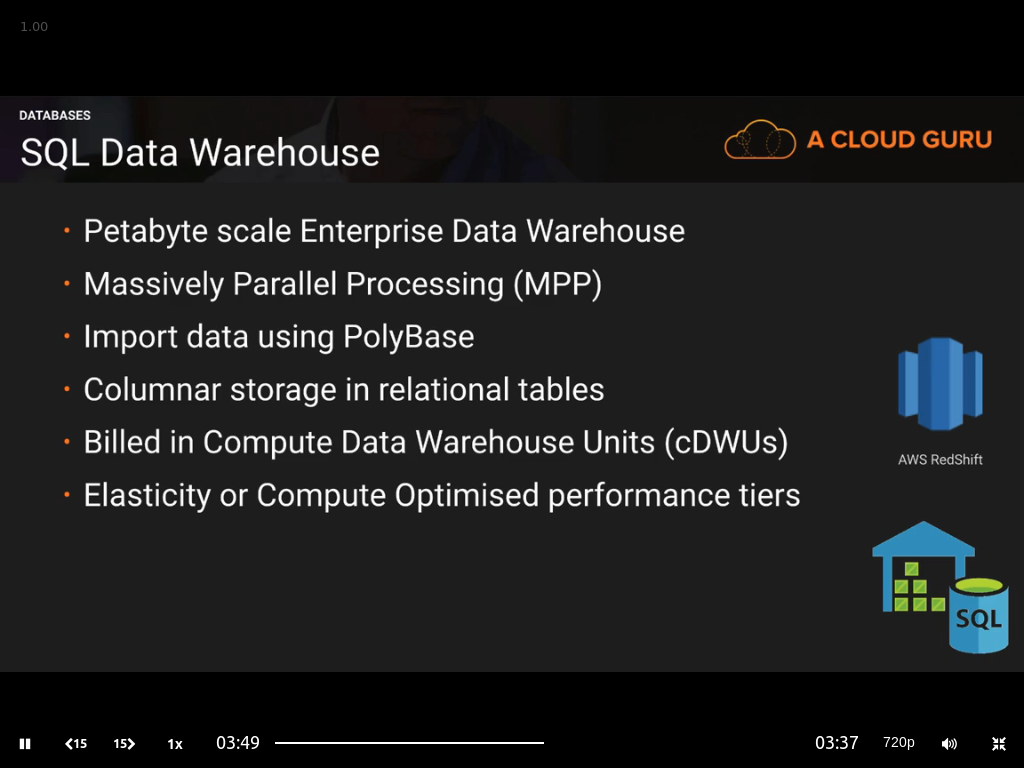 1.00
DATABASES
SQL Data Warehouse
A CLOUD GURU
• Petabyte scale Enterprise Data Warehouse
• Massively Parallel Processing (MPP)
• Import data using PolyBase
• Columnar storage in relational tables
• Billed in Compute Data Warehouse Units (cDWUs)
AWS RedShift
• Elasticity or Compute Optimised performance tiers
SQL
15 15 1x 03:49 03:37 720p